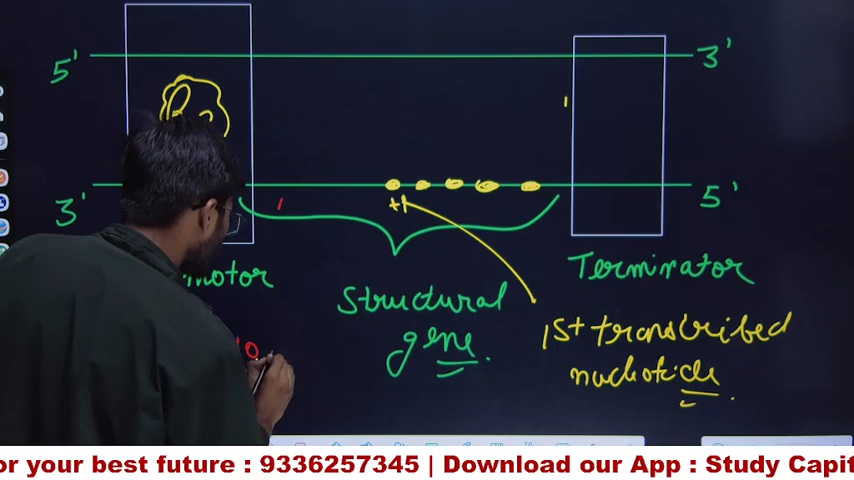 5'
3'
3'
5'
+1
motor
Terminator
Structural
gene.
1st transcribed
nucleotide.
10
or your best future : 9336257345 | Download our App : Study Capit